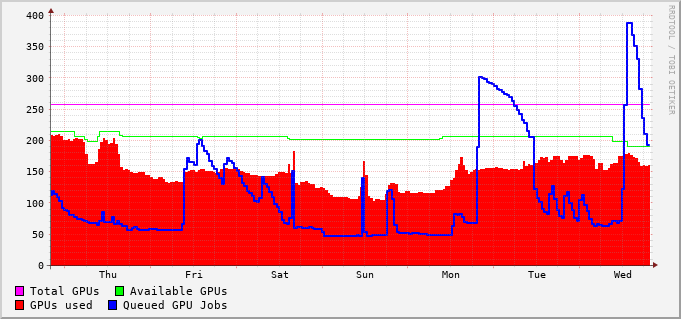 400
350
300
250
200
150
100
50
0
Thu Fri Sat Sun Mon Tue Wed
Total GPUs Available GPUs
GPUs used Queued GPU Jobs
RRDTOOL / TOBI OETIKER